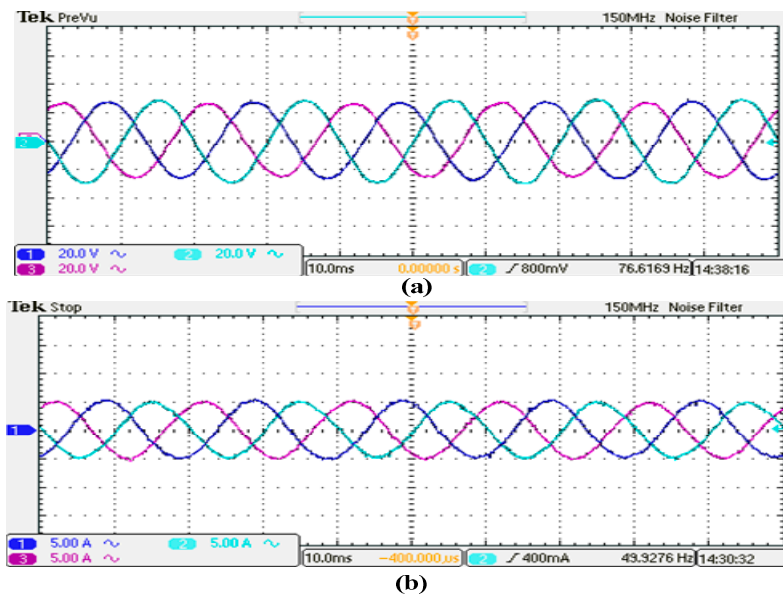 Tek PreVu 150MHz Noise Filter
2
1 20.0 V 2 20.0 V
3 20.0 V 10.0ms 0.00000 s 2 800mV 76.6169 Hz 14:38:16
(a)
Tek Stop 150MHz Noise Filter
1
1 5.00 A 2 5.00 A
3 5.00 A 10.0ms -400.000us 2 400mA 49.9276 Hz 14:30:32
(b)